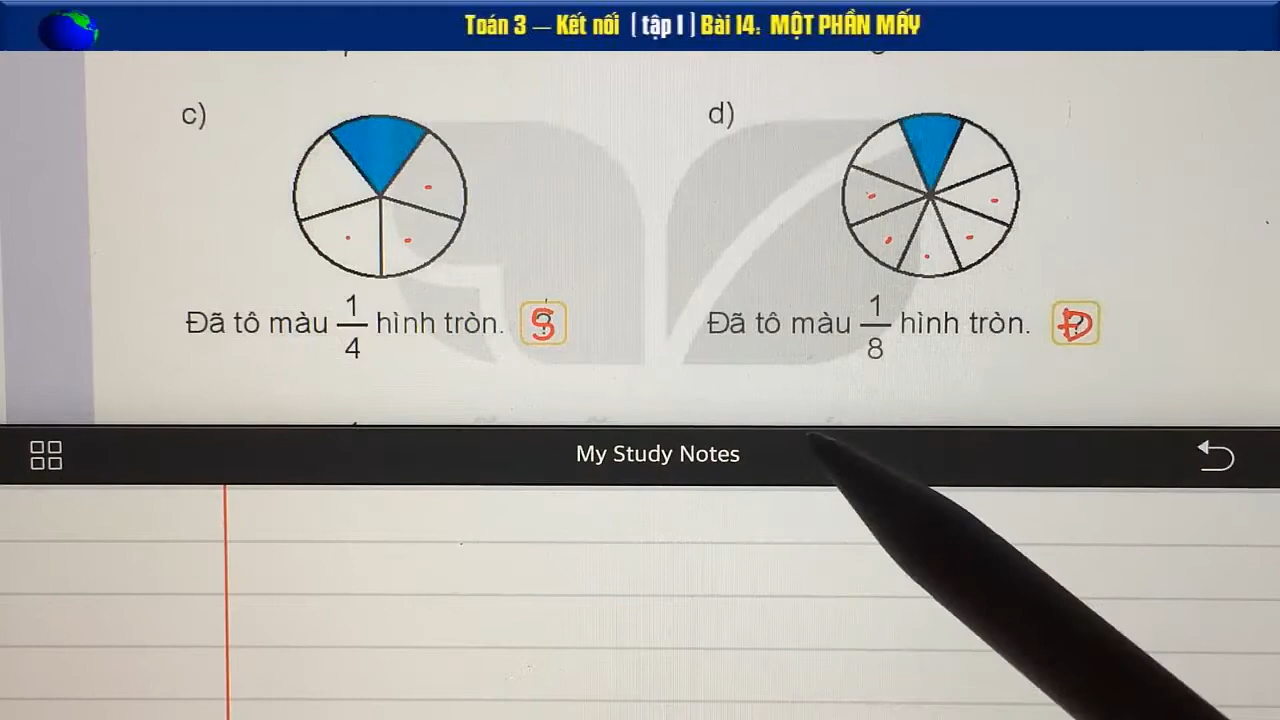 Toán 3 – Kết nối [ tập 1 ] Bài 14: MỘT PHẦN MẤY
c)
d)
Đã tô màu 1/4 hình tròn. S
Đã tô màu 1/8 hình tròn. Đ
My Study Notes